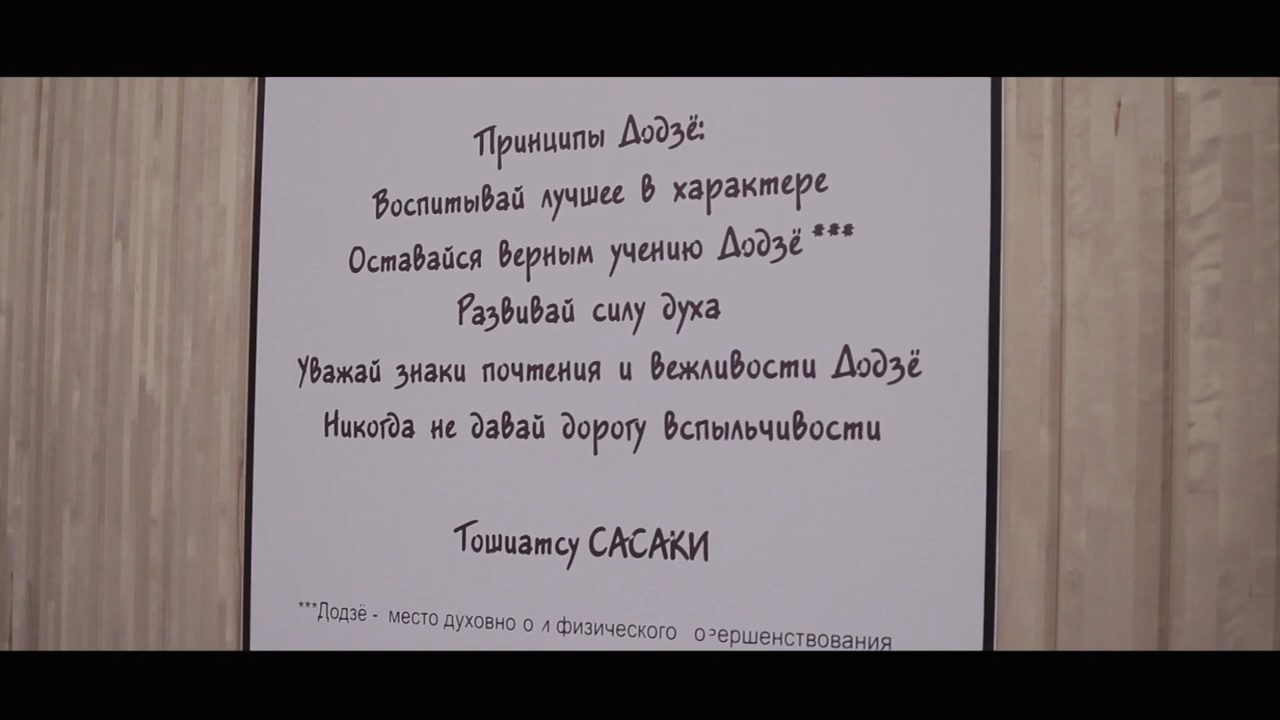 Принципы Додзё:
Воспитывай лучшее в характере
Оставайся верным учению Додзё ***
Развивай силу духа
Уважай знаки почтения и вежливости Додзё
Никогда не давай дорогу вспыльчивости
Тошиатсу САСАКИ
***Додзё - место физического